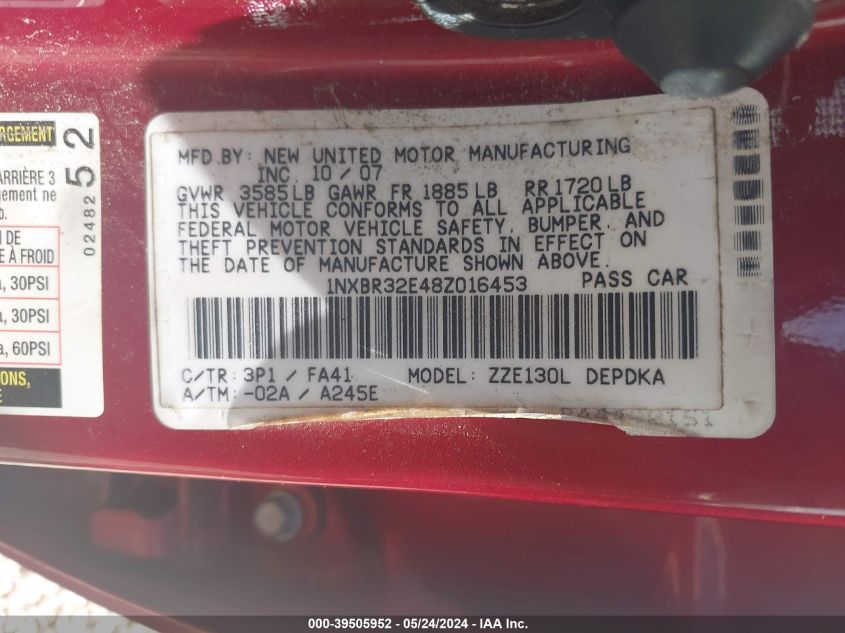 RGEMENT
ARRIÈRE 3
gement ne
b.
N DE
E À FROID
a, 30PSI
a, 30PSI
a, 60PSI
ONS,
E
02482 52
MFD.BY: NEW UNITED MOTOR MANUFACTURING
INC 10/07
GVWR 3585LB GAWR FR 1885LB RR 1720LB
THIS VEHICLE CONFORMS TO ALL APPLICABLE
FEDERAL MOTOR VEHICLE SAFETY, BUMPER, AND
THEFT PREVENTION STANDARDS IN EFFECT ON
THE DATE OF MANUFACTURE SHOWN ABOVE.
1NXBR32E48Z016453 PASS CAR
C/TR: 3P1 / FA41 MODEL: ZZE130L DEPDKA
A/TM: -02A / A245E
000-39505952 - 05/24/2024 - IAA Inc.